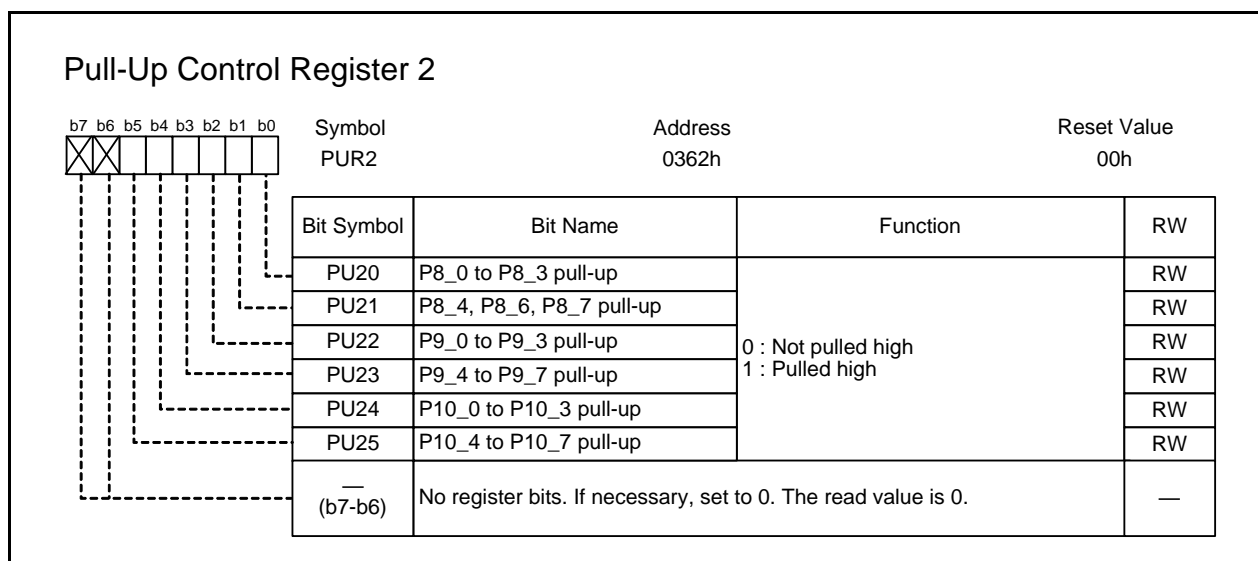 Pull-Up Control Register 2
b7 b6 b5 b4 b3 b2 b1 b0 Symbol Address Reset Value
PUR2 0362h 00h
Bit Symbol Bit Name Function RW
PU20 P8_0 to P8_3 pull-up RW
PU21 P8_4, P8_6, P8_7 pull-up RW
PU22 P9_0 to P9_3 pull-up 0 : Not pulled high RW
PU23 P9_4 to P9_7 pull-up 1 : Pulled high RW
PU24 P10_0 to P10_3 pull-up RW
PU25 P10_4 to P10_7 pull-up RW
—
(b7-b6) No register bits. If necessary, set to 0. The read value is 0. —